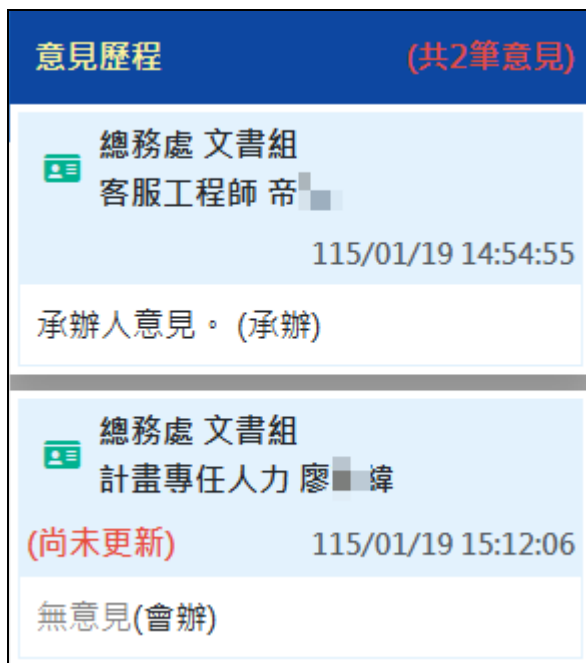 意見歷程 (共2筆意見)
總務處 文書組
客服工程師 帝
115/01/19 14:54:55
承辦人意見。 (承辦)
總務處 文書組
計畫專任人力 廖 緯
(尚未更新) 115/01/19 15:12:06
無意見(會辦)